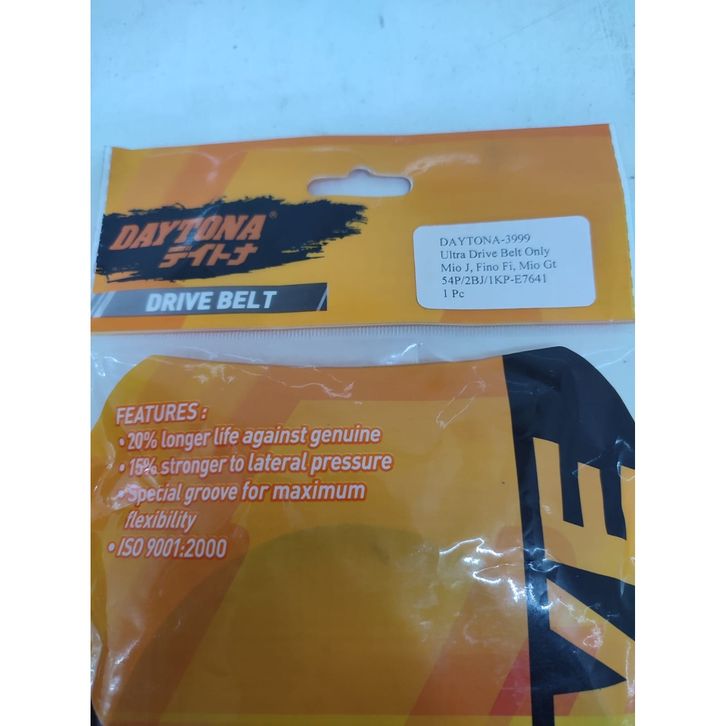 DAYTONA®
デイトナ
DRIVE BELT
DAYTONA-3999
Ultra Drive Belt Only
Mio J, Fino Fi, Mio Gt
54P/2BJ/1KP-E7641
1 Pc
FEATURES :
• 20% longer life against genuine
• 15% stronger to lateral pressure
• Special groove for maximum
flexibility
• ISO 9001:2000